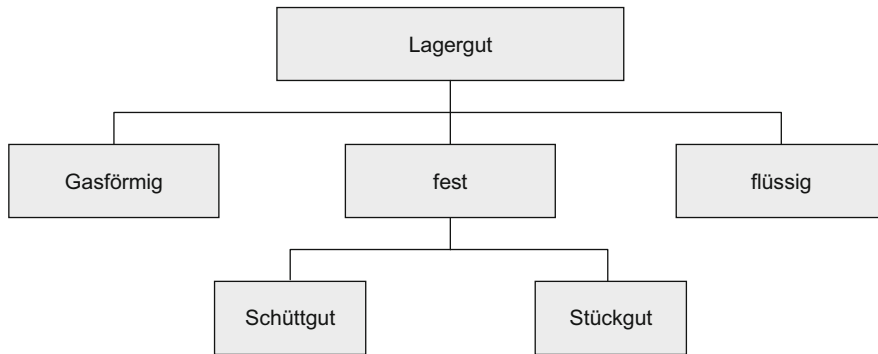 Lagergut
Gasförmig
fest
flüssig
Schüttgut
Stückgut